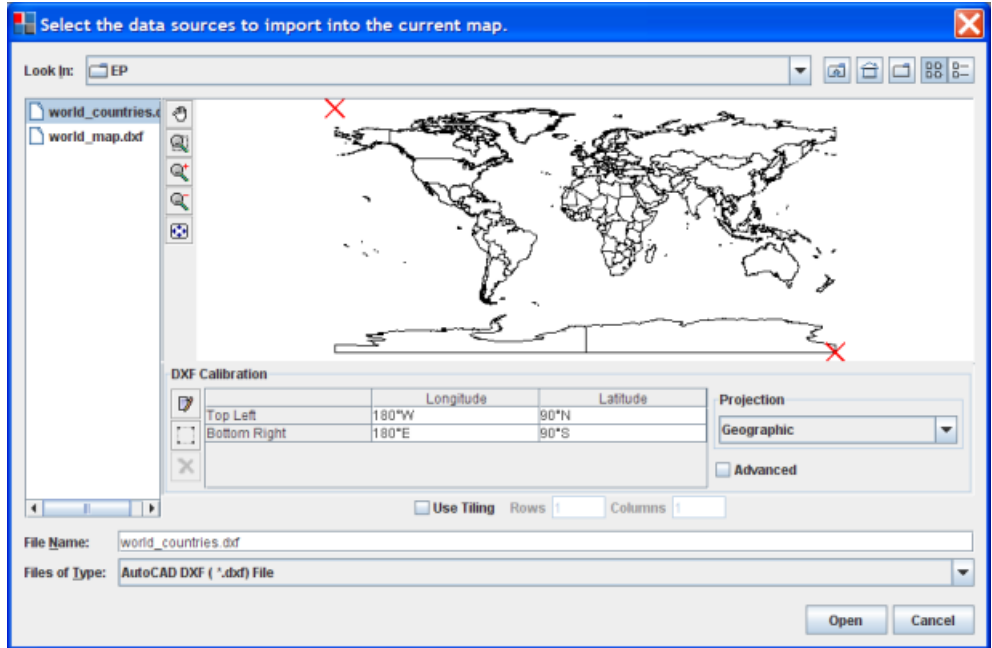 Select the data sources to import into the current map.
Look In: EP
world_countries.d
world_map.dxf
DXF Calibration
Longitude Latitude
Top Left 180°W 90°N
Bottom Right 180°E 90°S
Projection
Geographic
Advanced
Use Tiling Rows 1 Columns 1
File Name: world_countries.dxf
Files of Type: AutoCAD DXF ( *.dxf) File
Open Cancel